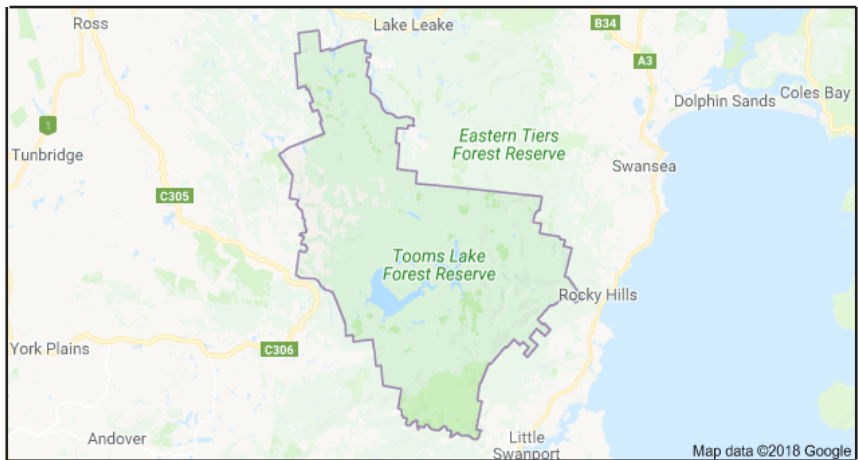 Ross
Lake Leake
B34
A3
Coles Bay
Dolphin Sands
1
Tunbridge
Eastern Tiers
Forest Reserve
Swansea
C305
Tooms Lake
Forest Reserve
Rocky Hills
York Plains
C306
Andover
Little
Swanport
Map data ©2018 Google